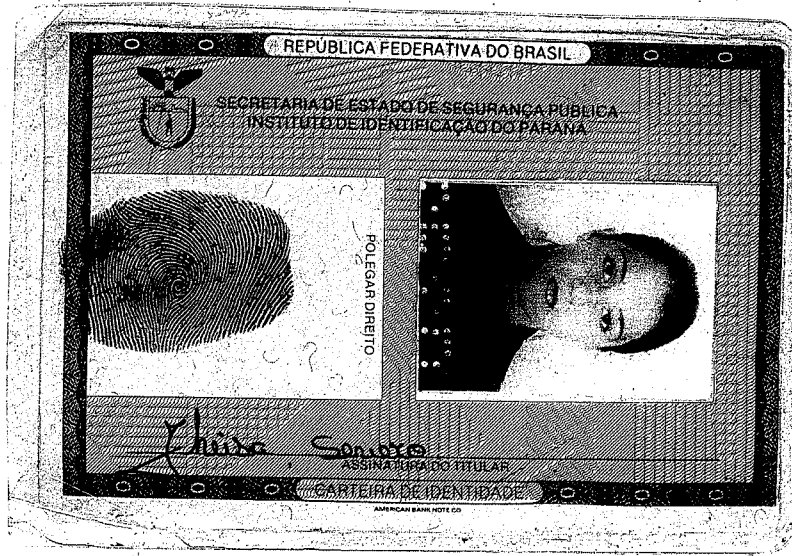 REPÚBLICA FEDERATIVA DO BRASIL
SECRETARIA DE ESTADO DE SEGURANÇA PÚBLICA
INSTITUTO DE IDENTIFICAÇÃO DO PARANÁ
POLEGAR DIREITO
ASSINATURA DO TITULAR
CARTEIRA DE IDENTIDADE
AMERICAN BANK NOTE CO